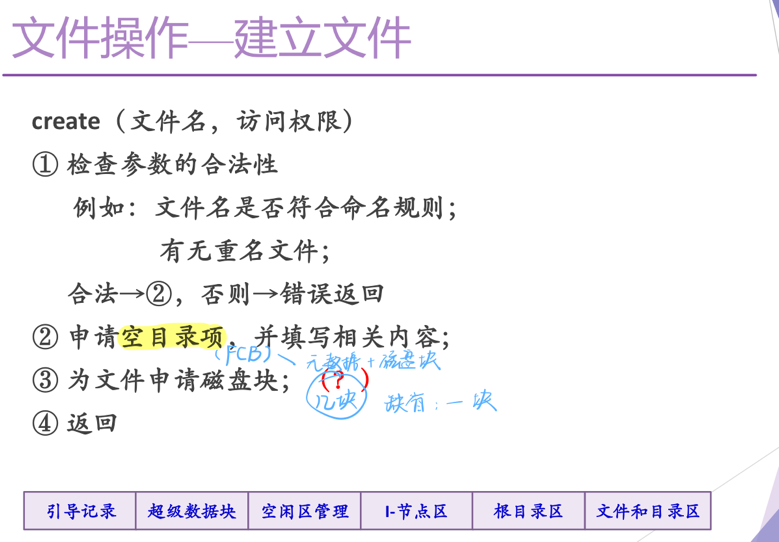 文件操作—建立文件
create（文件名，访问权限）
① 检查参数的合法性
例如：文件名是否符合命名规则；
有无重名文件；
合法→②，否则→错误返回
② 申请空目录项，并填写相关内容；
(FCB) 元数据+磁盘块
③ 为文件申请磁盘块； (?)
几块 缺省：一块
④ 返回
引导记录 超级数据块 空闲区管理 I-节点区 根目录区 文件和目录区